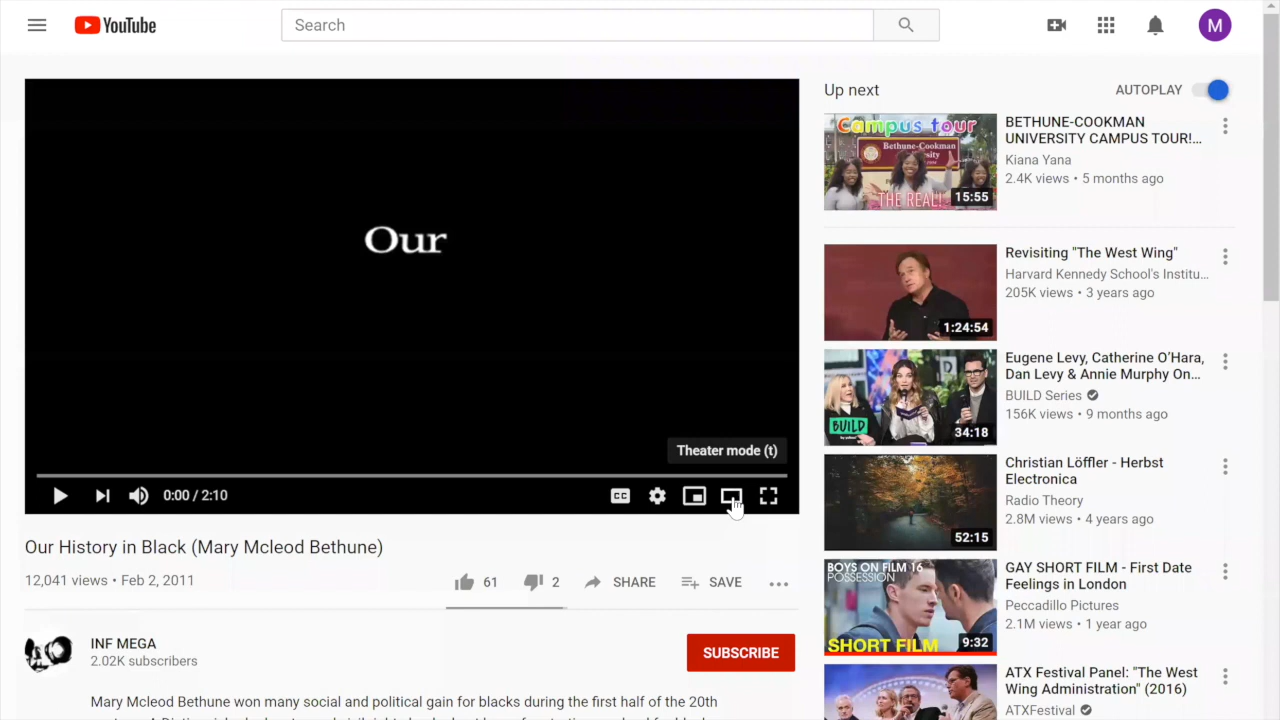 YouTube
Search
M
Our
Theater mode (t)
CC
0:00 / 2:10
Our History in Black (Mary Mcleod Bethune)
12,041 views • Feb 2, 2011
61
2
SHARE
SAVE
INF MEGA
2.02K subscribers
SUBSCRIBE
Mary Mcleod Bethune won many social and political gain for blacks during the first half of the 20th
Up next
AUTOPLAY
Campus tour
Bethune-Cookman
THE REAL!
15:55
BETHUNE-COOKMAN
UNIVERSITY CAMPUS TOUR!...
Kiana Yana
2.4K views • 5 months ago
1:24:54
Revisiting "The West Wing"
Harvard Kennedy School's Institu...
205K views • 3 years ago
BUILD
34:18
Eugene Levy, Catherine O'Hara,
Dan Levy & Annie Murphy On...
BUILD Series
156K views • 9 months ago
52:15
Christian Löffler - Herbst
Electronica
Radio Theory
2.8M views • 4 years ago
BOYS ON FILM 16
POSSESSION
SHORT FILM
9:32
GAY SHORT FILM - First Date
Feelings in London
Peccadillo Pictures
2.1M views • 1 year ago
ATX Festival Panel: "The West
Wing Administration" (2016)
ATXFestival